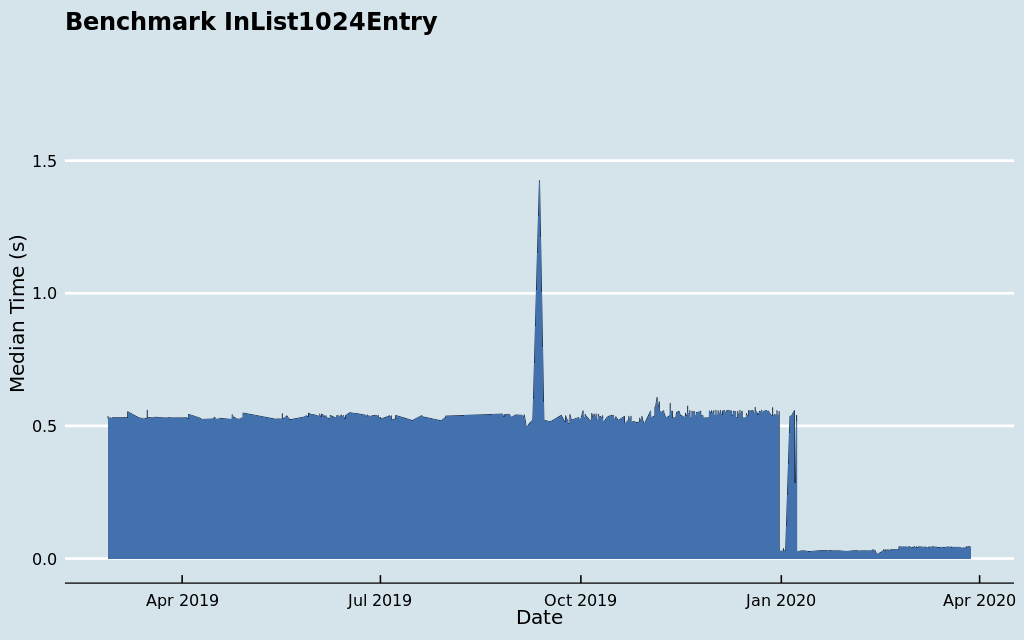 Benchmark InList1024Entry
1.5
1.0
0.5
0.0
Median Time (s)
Apr 2019 Jul 2019 Oct 2019 Jan 2020 Apr 2020
Date